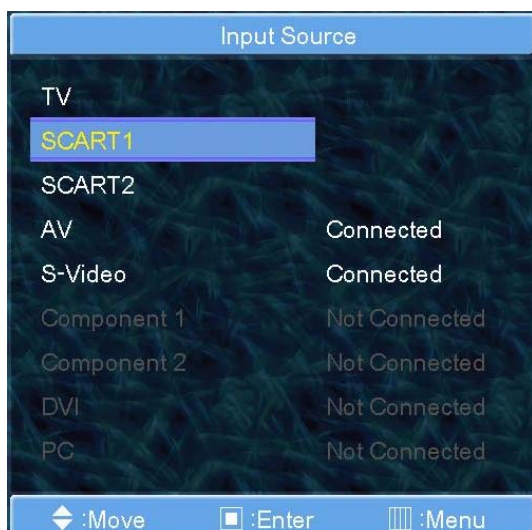 Input Source
TV
SCART1
SCART2
AV Connected
S-Video Connected
Component 1 Not Connected
Component 2 Not Connected
DVI Not Connected
PC Not Connected
:Move :Enter :Menu